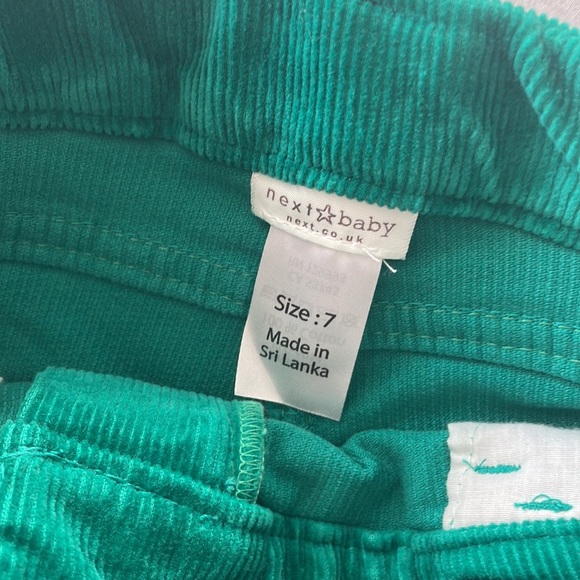 next☆baby
next.co.uk
Size : 7
Made in
Sri Lanka